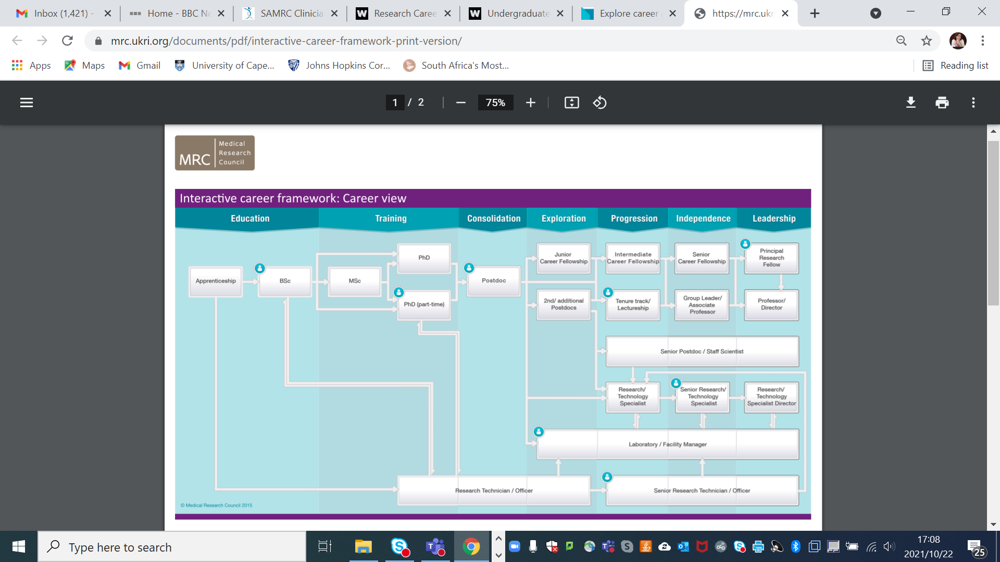 Inbox (1,421) -
Home - BBC Ne
SAMRC Clinicia
Research Caree
Undergraduate
Explore career
https://mrc.ukri
mrc.ukri.org/documents/pdf/interactive-career-framework-print-version/
Apps
Maps
Gmail
University of Cape...
Johns Hopkins Cor...
South Africa's Most...
Reading list
1 / 2
75%
MRC
Medical
Research
Council
Interactive career framework: Career view
Education
Training
Consolidation
Exploration
Progression
Independence
Leadership
Apprenticeship
BSc
MSc
PhD
PhD (part-time)
Postdoc
Junior
Career Fellowship
Intermediate
Career Fellowship
Senior
Career Fellowship
Principal
Research
Fellow
2nd/ additional
Postdocs
Tenure track/
Lectureship
Group Leader/
Associate
Professor
Professor/
Director
Senior Postdoc / Staff Scientist
Research/
Technology
Specialist
Senior Research/
Technology
Specialist
Research/
Technology
Specialist Director
Laboratory / Facility Manager
Research Technician / Officer
Senior Research Technician / Officer
© Medical Research Council 2015
Type here to search
17:08
2021/10/22
25